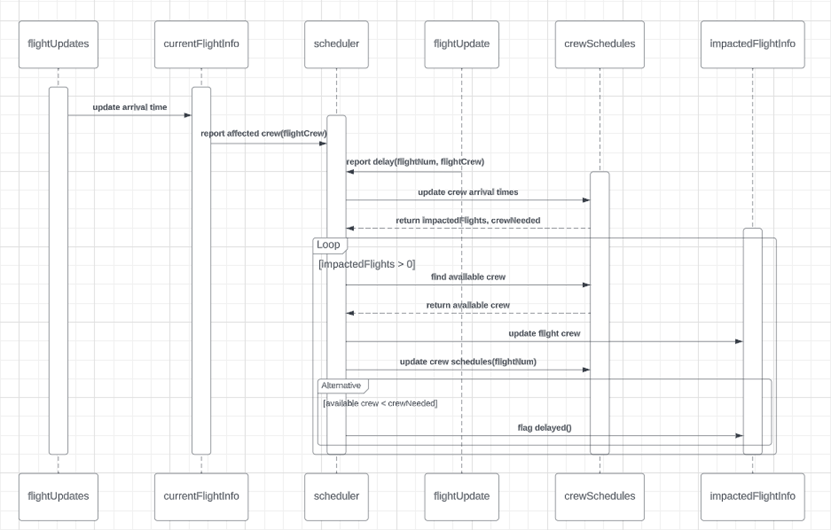 flightUpdates
currentFlightInfo
scheduler
flightUpdate
crewSchedules
impactedFlightInfo
update arrival time
report affected crew(flightCrew)
report delay(flightNum, flightCrew)
update crew arrival times
return impactedFlights, crewNeeded
Loop
[impactedFlights > 0]
find available crew
return available crew
update flight crew
update crew schedules(flightNum)
Alternative
[available crew < crewNeeded]
flag delayed()
flightUpdates
currentFlightInfo
scheduler
flightUpdate
crewSchedules
impactedFlightInfo